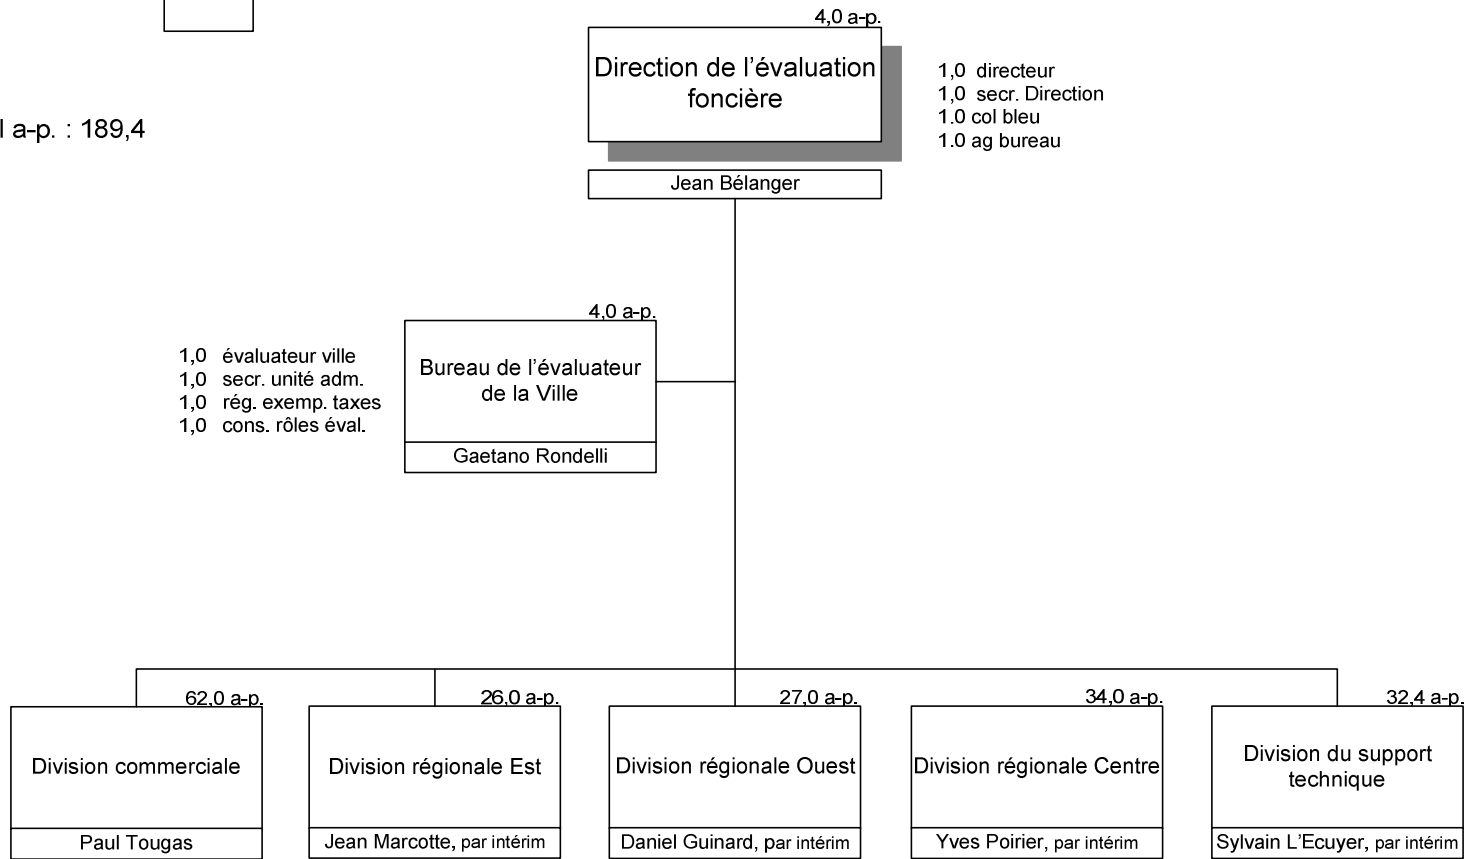 4,0 a-p.
Direction de l’évaluation
foncière
1,0 directeur
1,0 secr. Direction
1.0 col bleu
1.0 ag bureau
l a-p. : 189,4
Jean Bélanger
4,0 a-p.
1,0 évaluateur ville
1,0 secr. unité adm.
1,0 rég. exemp. taxes
1,0 cons. rôles éval.
Bureau de l’évaluateur
de la Ville
Gaetano Rondelli
62,0 a-p.
Division commerciale
Paul Tougas
26,0 a-p.
Division régionale Est
Jean Marcotte, par intérim
27,0 a-p.
Division régionale Ouest
Daniel Guinard, par intérim
34,0 a-p.
Division régionale Centre
Yves Poirier, par intérim
32,4 a-p.
Division du support
technique
Sylvain L’Ecuyer, par intérim